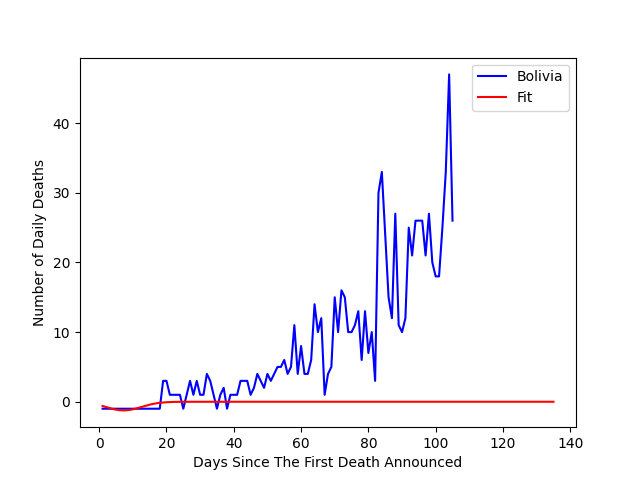 Bolivia
Fit
Number of Daily Deaths
40
30
20
10
0
0 20 40 60 80 100 120 140
Days Since The First Death Announced